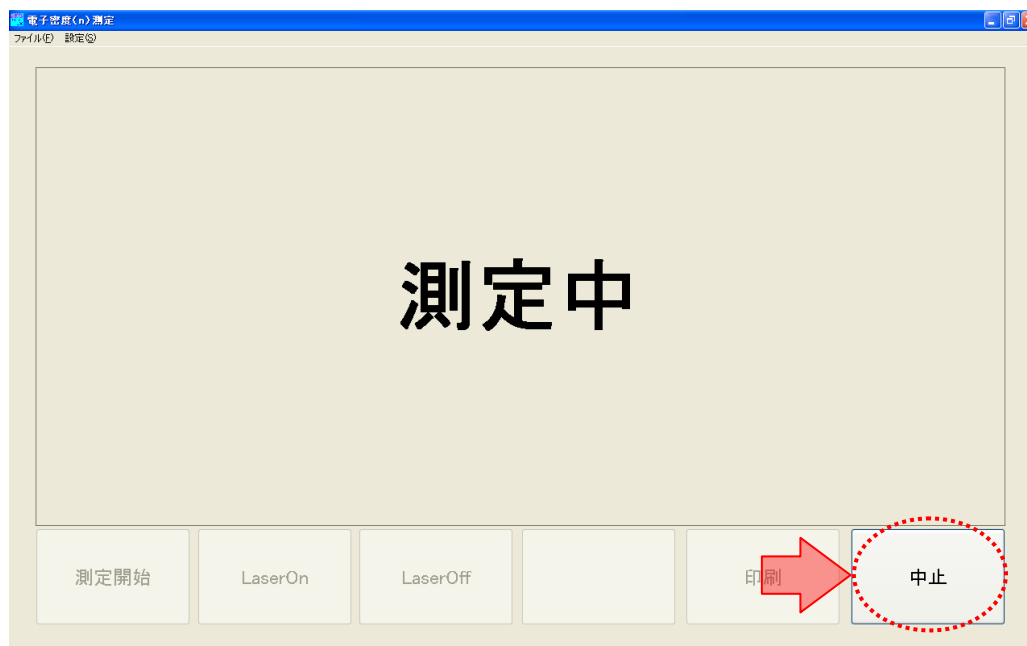 電子密度(n)測定
ファイル(F) 設定(S)
測定中
測定開始 LaserOn LaserOff 印刷 中止